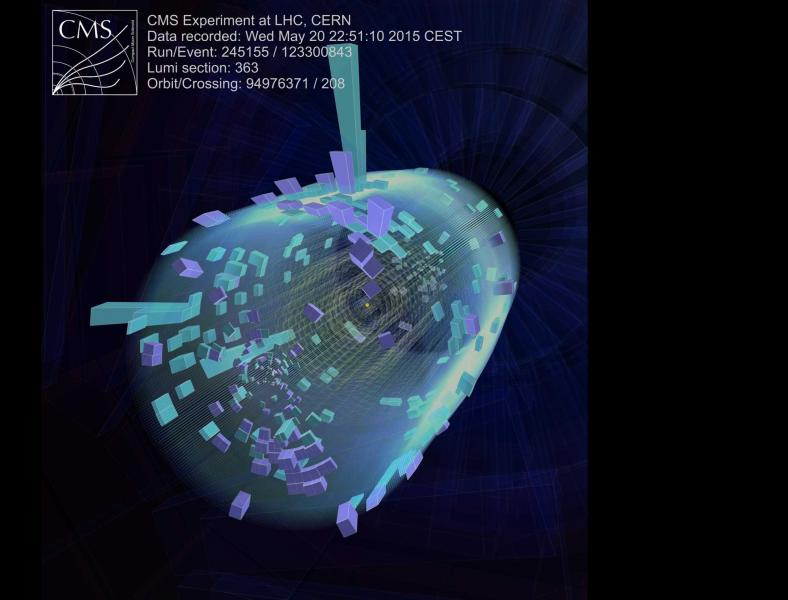 CMS
CMS Experiment at LHC, CERN
Data recorded: Wed May 20 22:51:10 2015 CEST
Run/Event: 245155 / 123300843
Lumi section: 363
Orbit/Crossing: 94976371 / 208